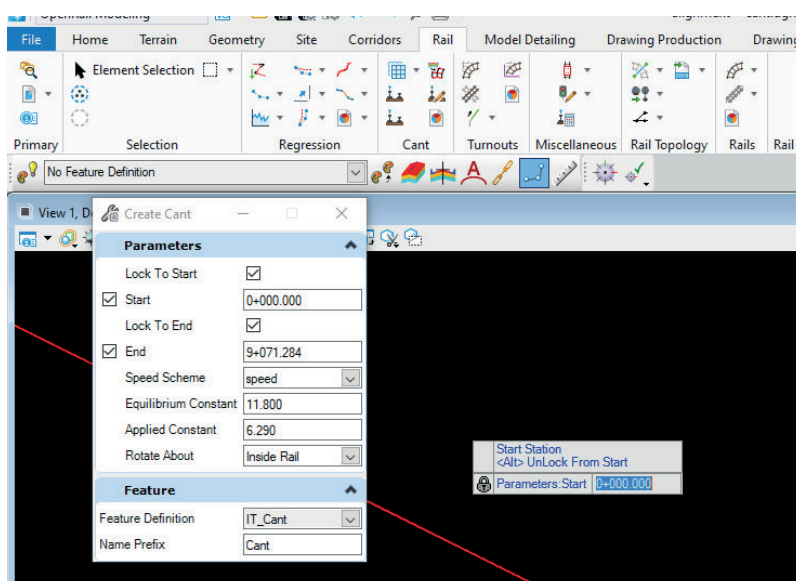 File Home Terrain Geometry Site Corridors Rail Model Detailing Drawing Production Drawing
Element Selection
Primary Selection Regression Cant Turnouts Miscellaneous Rail Topology Rails Rail
No Feature Definition
View 1, D
Create Cant
Parameters
Lock To Start
Start 0+000.000
Lock To End
End 9+071.284
Speed Scheme speed
Equilibrium Constant 11.800
Applied Constant 6.290
Rotate About Inside Rail
Start Station
<Alt> UnLock From Start
Parameters:Start 0+000.000
Feature
Feature Definition IT_Cant
Name Prefix Cant